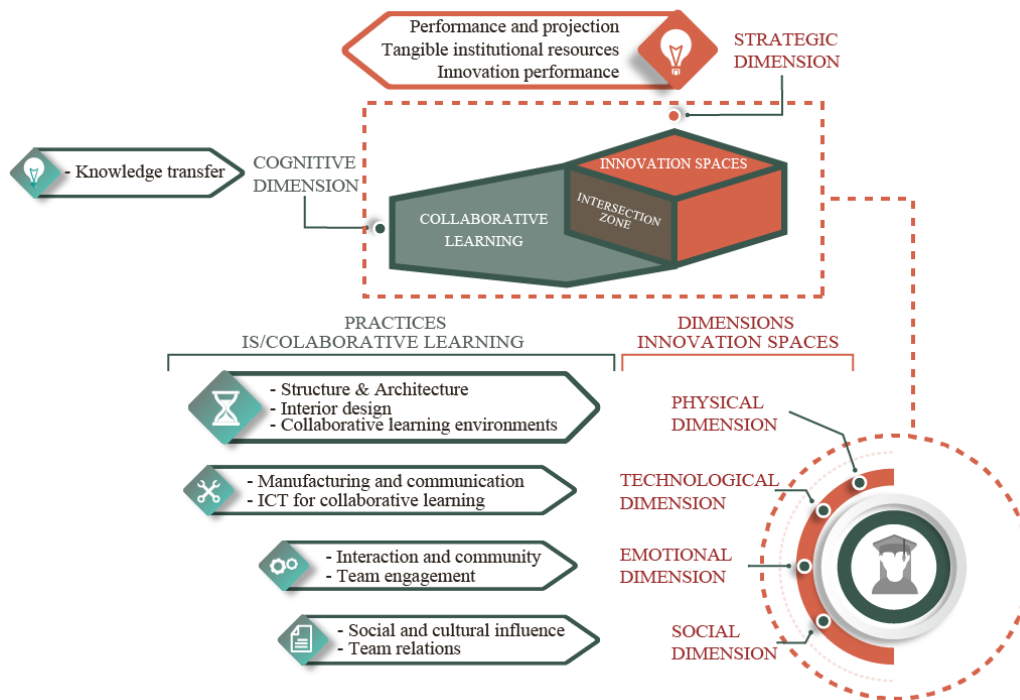 Performance and projection
Tangible institutional resources
Innovation performance
STRATEGIC
DIMENSION
- Knowledge transfer
COGNITIVE
DIMENSION
INNOVATION SPACES
INTERSECTION
ZONE
COLLABORATIVE
LEARNING
PRACTICES
IS/COLABORATIVE LEARNING
DIMENSIONS
INNOVATION SPACES
- Structure & Architecture
- Interior design
- Collaborative learning environments
PHYSICAL
DIMENSION
- Manufacturing and communication
- ICT for collaborative learning
TECHNOLOGICAL
DIMENSION
- Interaction and community
- Team engagement
EMOTIONAL
DIMENSION
- Social and cultural influence
- Team relations
SOCIAL
DIMENSION